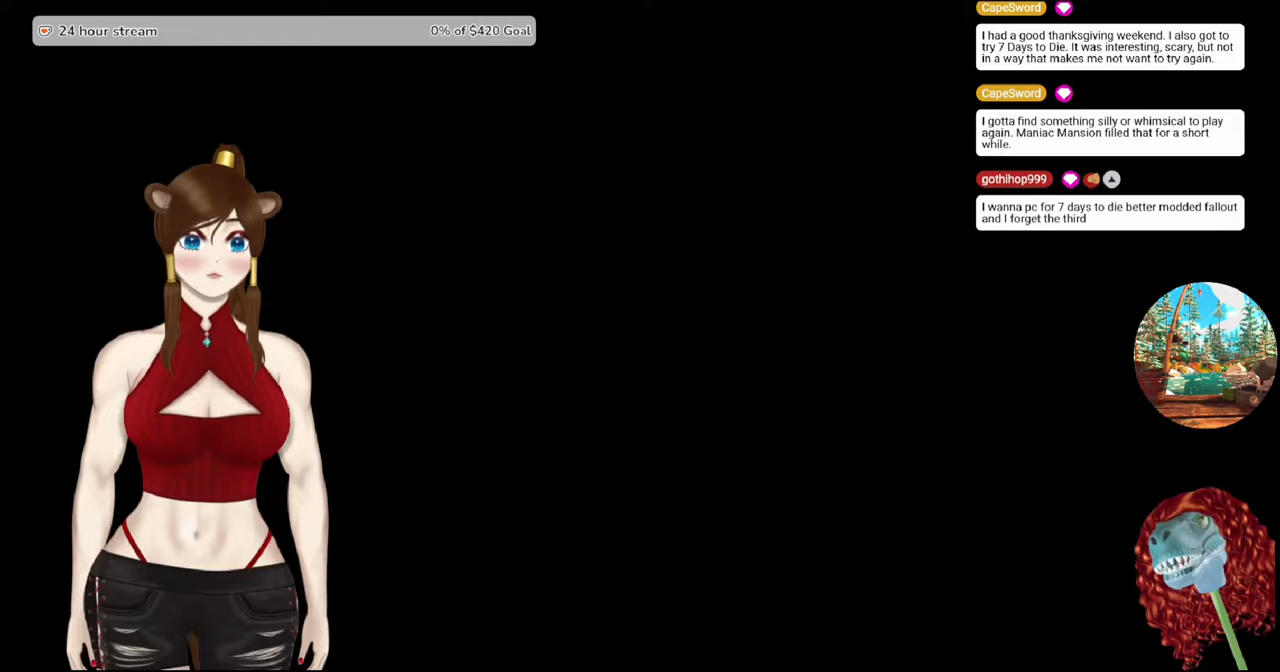 24 hour stream
0% of $420 Goal
CapeSword
I had a good thanksgiving weekend. I also got to
try 7 Days to Die. It was interesting, scary, but not
in a way that makes me not want to try again.
CapeSword
I gotta find something silly or whimsical to play
again. Maniac Mansion filled that for a short
while.
gothihop999
I wanna pc for 7 days to die better modded fallout
and I forget the third